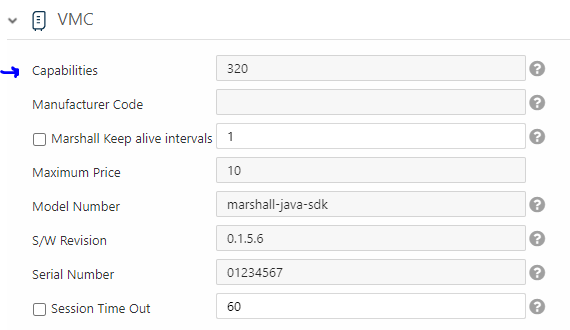 VMC
Capabilities 320 ?
Manufacturer Code ?
Marshall Keep alive intervals 1 ?
Maximum Price 10
Model Number marshall-java-sdk ?
S/W Revision 0.1.5.6 ?
Serial Number 01234567 ?
Session Time Out 60 ?